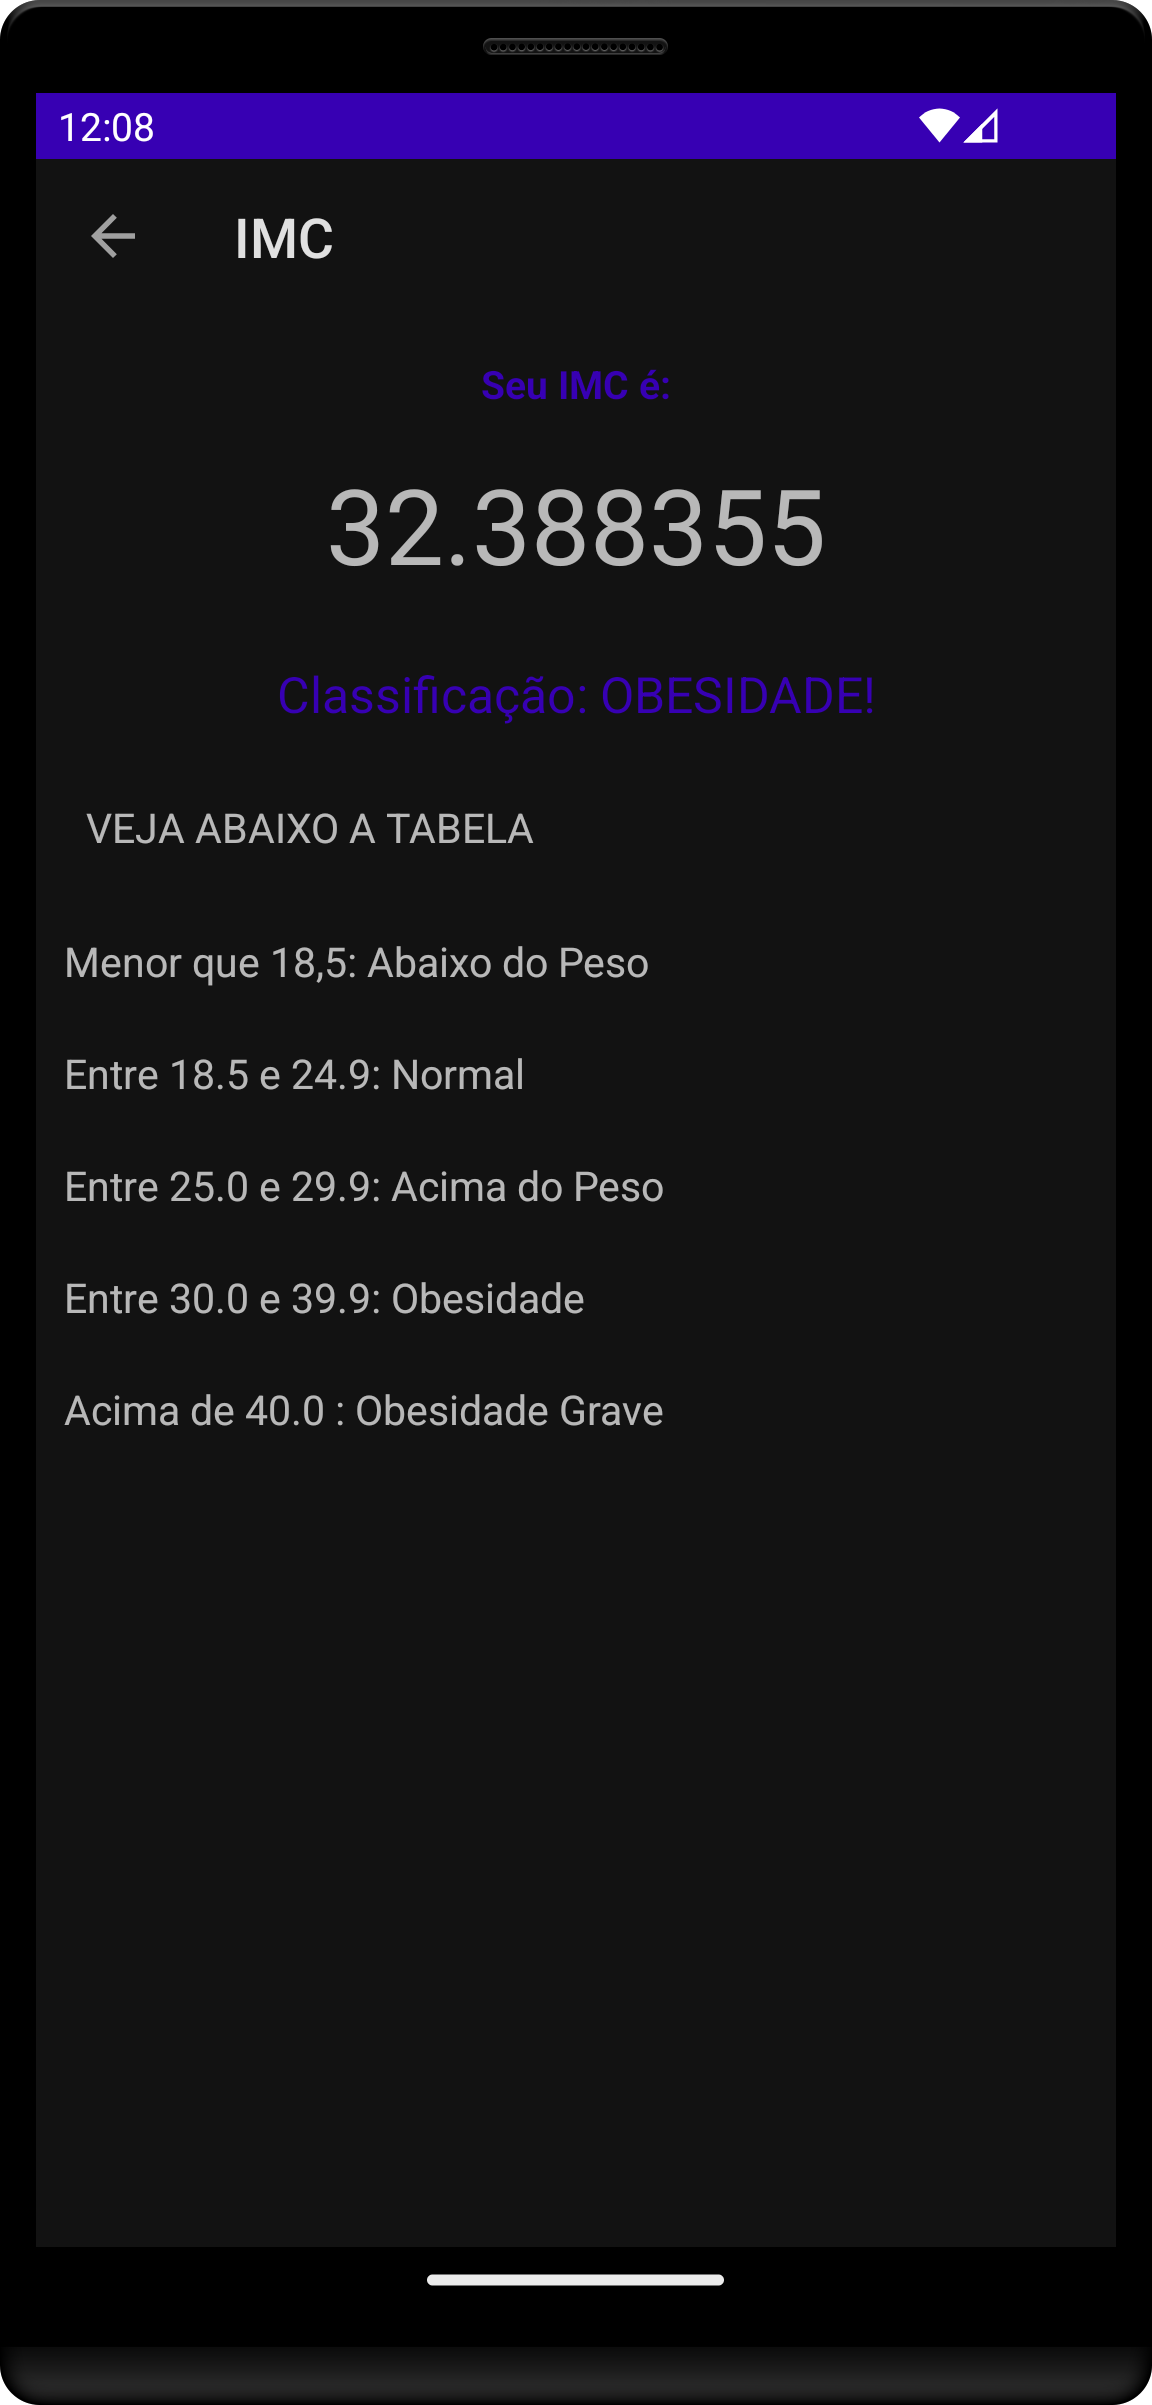 12:08
IMC
Seu IMC é:
32.388355
Classificação: OBESIDADE!
VEJA ABAIXO A TABELA
Menor que 18,5: Abaixo do Peso
Entre 18.5 e 24.9: Normal
Entre 25.0 e 29.9: Acima do Peso
Entre 30.0 e 39.9: Obesidade
Acima de 40.0 : Obesidade Grave